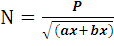 N = P / √((ax+bx))